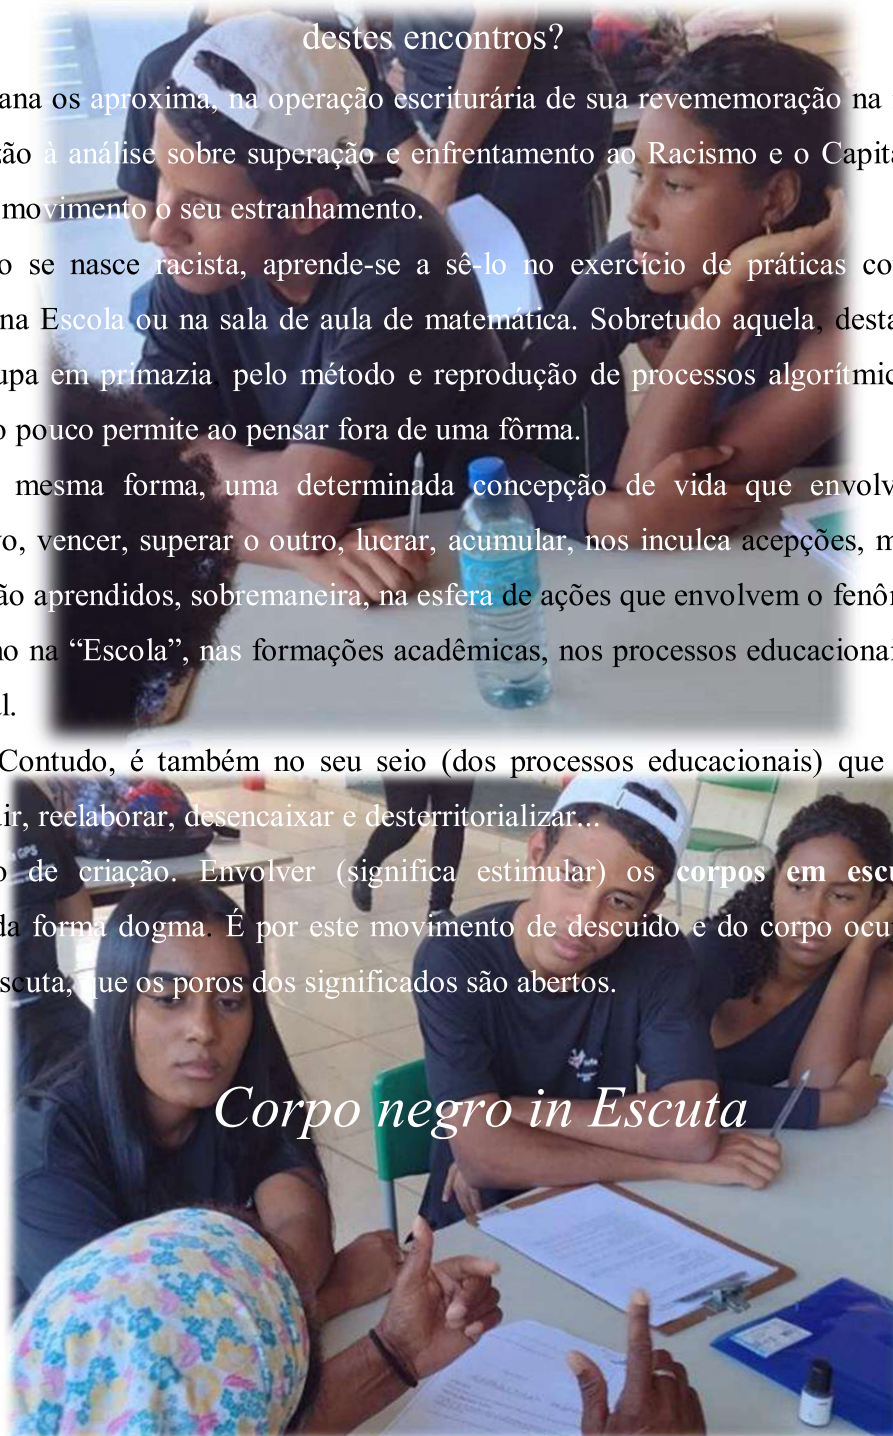 destes encontros?
ana os aproxima, na operação escriturária de sua revememoração na
ão à análise sobre superação e enfrentamento ao Racismo e o Capita
movimento o seu estranhamento.
o se nasce racista, aprende-se a sê-lo no exercício de práticas co
na Escola ou na sala de aula de matemática. Sobretudo aquela, desta
upa em primazia, pelo método e reprodução de processos algorítmic
o pouco permite ao pensar fora de uma fôrma.
mesma forma, uma determinada concepção de vida que envolv
o, vencer, superar o outro, lucrar, acumular, nos inculca acepções, m
ão aprendidos, sobremaneira, na esfera de ações que envolvem o fenôr
no na “Escola”, nas formações acadêmicas, nos processos educacionai
l.
Contudo, é também no seu seio (dos processos educacionais) que
ir, reelaborar, desencaixar e desterritorializar...
o de criação. Envolver (significa estimular) os corpos em escu
da forma dogma. É por este movimento de descuido e do corpo ocu
scuta, que os poros dos significados são abertos.
GPS
Corpo negro in Escuta